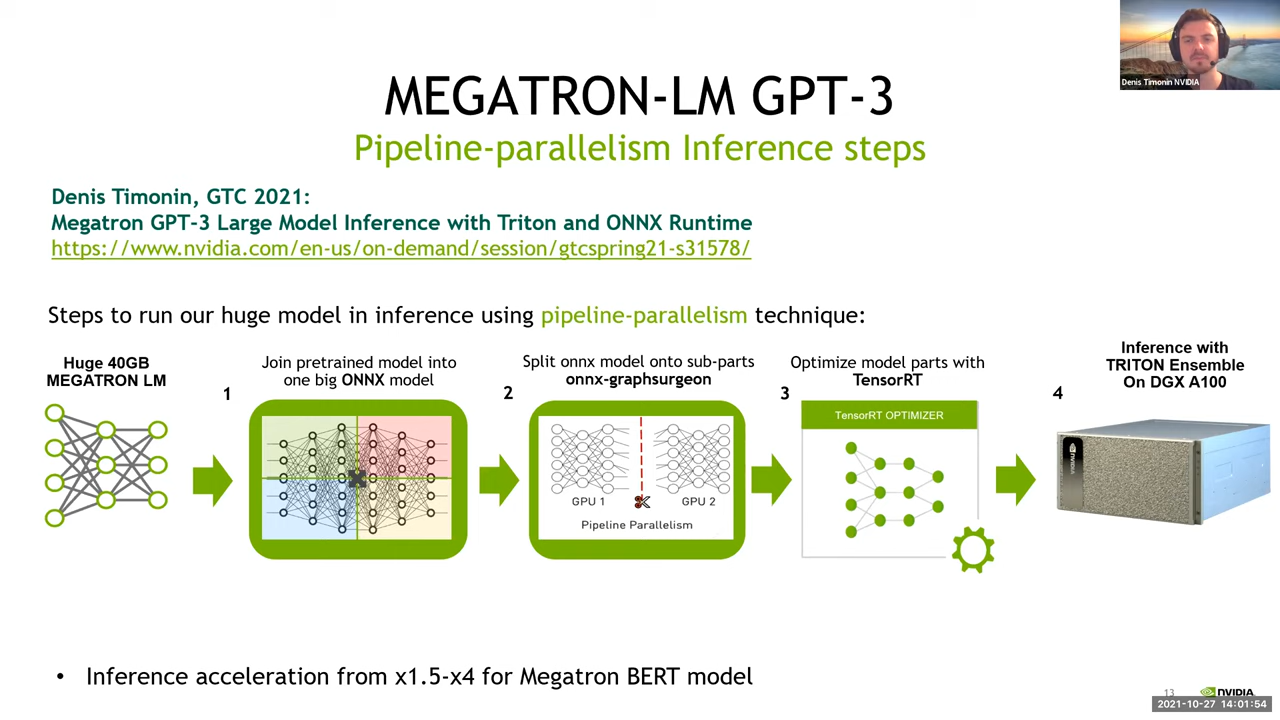 Denis Timonin NVIDIA
MEGATRON-LM GPT-3
Pipeline-parallelism Inference steps
Denis Timonin, GTC 2021:
Megatron GPT-3 Large Model Inference with Triton and ONNX Runtime
https://www.nvidia.com/en-us/on-demand/session/gtcspring21-s31578/
Steps to run our huge model in inference using pipeline-parallelism technique:
Huge 40GB
MEGATRON LM
1
Join pretrained model into
one big ONNX model
2
Split onnx model onto sub-parts
onnx-graphsurgeon
GPU 1
GPU 2
Pipeline Parallelism
3
Optimize model parts with
TensorRT
TensorRT OPTIMIZER
4
Inference with
TRITON Ensemble
On DGX A100
NVIDIA
• Inference acceleration from x1.5-x4 for Megatron BERT model
13
NVIDIA
2021-10-27 14:01:54